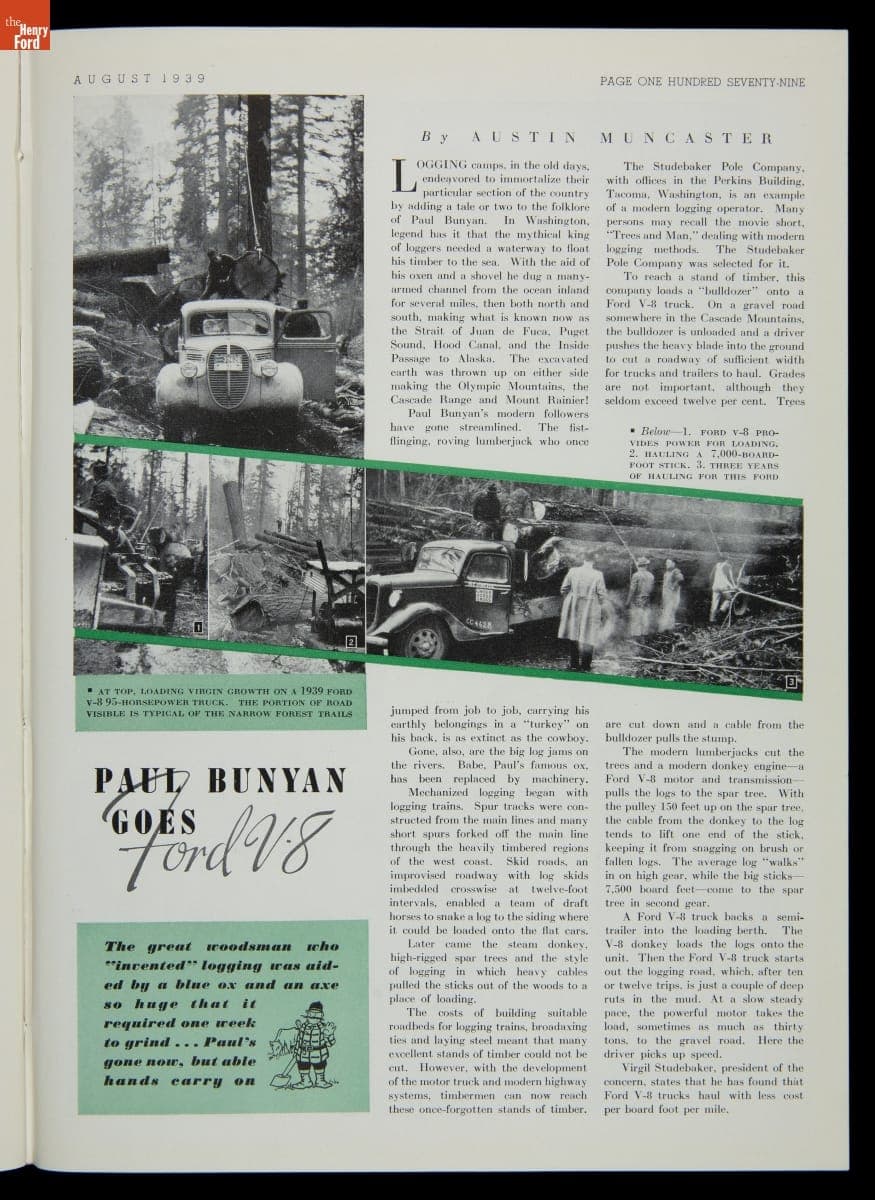 the
Henry
Ford
AUGUST 1939
PAGE ONE HUNDRED SEVENTY-NINE
By AUSTIN MUNCASTER
LOGGING camps, in the old days,
endeavored to immortalize their
particular section of the country
by adding a tale or two to the folklore
of Paul Bunyan. In Washington,
legend has it that the mythical king
of loggers needed a waterway to float
his timber to the sea. With the aid of
his oxen and a shovel he dug a many-
armed channel from the ocean inland
for several miles, then both north and
south, making what is known now as
the Strait of Juan de Fuca, Puget
Sound, Hood Canal, and the Inside
Passage to Alaska. The excavated
earth was thrown up on either side
making the Olympic Mountains, the
Cascade Range and Mount Rainier!
Paul Bunyan's modern followers
have gone streamlined. The fist-
flinging, roving lumberjack who once
jumped from job to job, carrying his
earthly belongings in a "turkey" on
his back, is as extinct as the cowboy.
Gone, also, are the big log jams on
the rivers. Babe, Paul's famous ox,
has been replaced by machinery.
Mechanized logging began with
logging trains. Spur tracks were con-
structed from the main lines and many
short spurs forked off the main line
through the heavily timbered regions
of the west coast. Skid roads, an
improvised roadway with log skids
imbedded crosswise at twelve-foot
intervals, enabled a team of draft
horses to snake a log to the siding where
it could be loaded onto the flat cars.
Later came the steam donkey,
high-rigged spar trees and the style
of logging in which heavy cables
pulled the sticks out of the woods to a
place of loading.
The costs of building suitable
roadbeds for logging trains, broadaxing
ties and laying steel meant that many
excellent stands of timber could not be
cut. However, with the development
of the motor truck and modern highway
systems, timbermen can now reach
these once-forgotten stands of timber.
The Studebaker Pole Company,
with offices in the Perkins Building,
Tacoma, Washington, is an example
of a modern logging operator. Many
persons may recall the movie short,
"Trees and Man," dealing with modern
logging methods. The Studebaker
Pole Company was selected for it.
To reach a stand of timber, this
company loads a "bulldozer" onto a
Ford V-8 truck. On a gravel road
somewhere in the Cascade Mountains,
the bulldozer is unloaded and a driver
pushes the heavy blade into the ground
to cut a roadway of sufficient width
for trucks and trailers to haul. Grades
are not important, although they
seldom exceed twelve per cent. Trees
are cut down and a cable from the
bulldozer pulls the stump.
The modern lumberjacks cut the
trees and a modern donkey engine—a
Ford V-8 motor and transmission—
pulls the logs to the spar tree. With
the pulley 150 feet up on the spar tree,
the cable from the donkey to the log
tends to lift one end of the stick,
keeping it from snagging on brush or
fallen logs. The average log "walks"
in on high gear, while the big sticks—
7,500 board feet—come to the spar
tree in second gear.
A Ford V-8 truck backs a semi-
trailer into the loading berth. The
V-8 donkey loads the logs onto the
unit. Then the Ford V-8 truck starts
out the logging road, which, after ten
or twelve trips, is just a couple of deep
ruts in the mud. At a slow steady
pace, the powerful motor takes the
load, sometimes as much as thirty
tons, to the gravel road. Here the
driver picks up speed.
Virgil Studebaker, president of the
concern, states that he has found that
Ford V-8 trucks haul with less cost
per board foot per mile.
▪ Below—1. FORD V-8 PRO-
VIDES POWER FOR LOADING.
2. HAULING A 7,000-BOARD-
FOOT STICK. 3. THREE YEARS
OF HAULING FOR THIS FORD
1
2
3
▪ AT TOP, LOADING VIRGIN GROWTH ON A 1939 FORD
V-8 95-HORSEPOWER TRUCK. THE PORTION OF ROAD
VISIBLE IS TYPICAL OF THE NARROW FOREST TRAILS
PAUL BUNYAN
GOES
Ford V·8
The great woodsman who
"invented" logging was aid-
ed by a blue ox and an axe
so huge that it
required one week
to grind . . . Paul's
gone now, but able
hands carry on